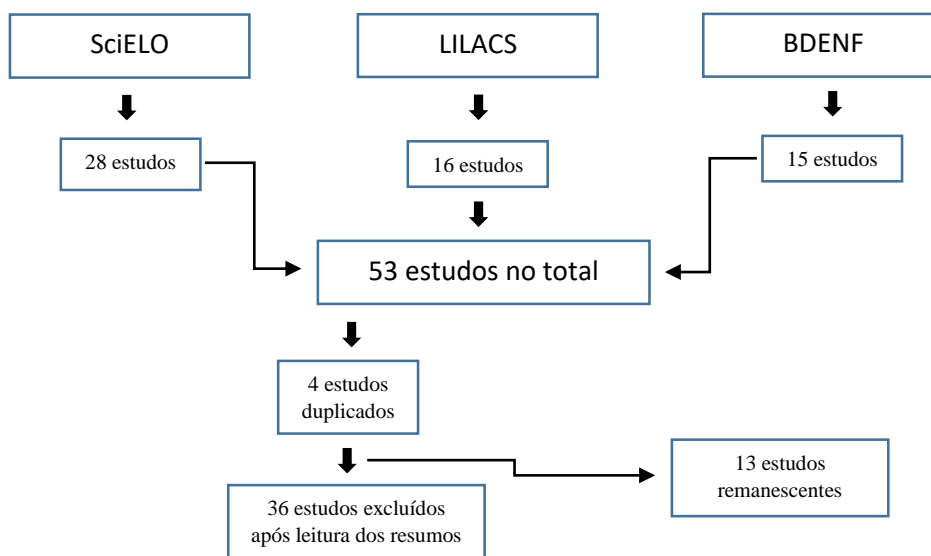 SciELO
LILACS
BDENF
28 estudos
16 estudos
15 estudos
53 estudos no total
4 estudos
duplicados
13 estudos
remanescentes
36 estudos excluídos
após leitura dos resumos